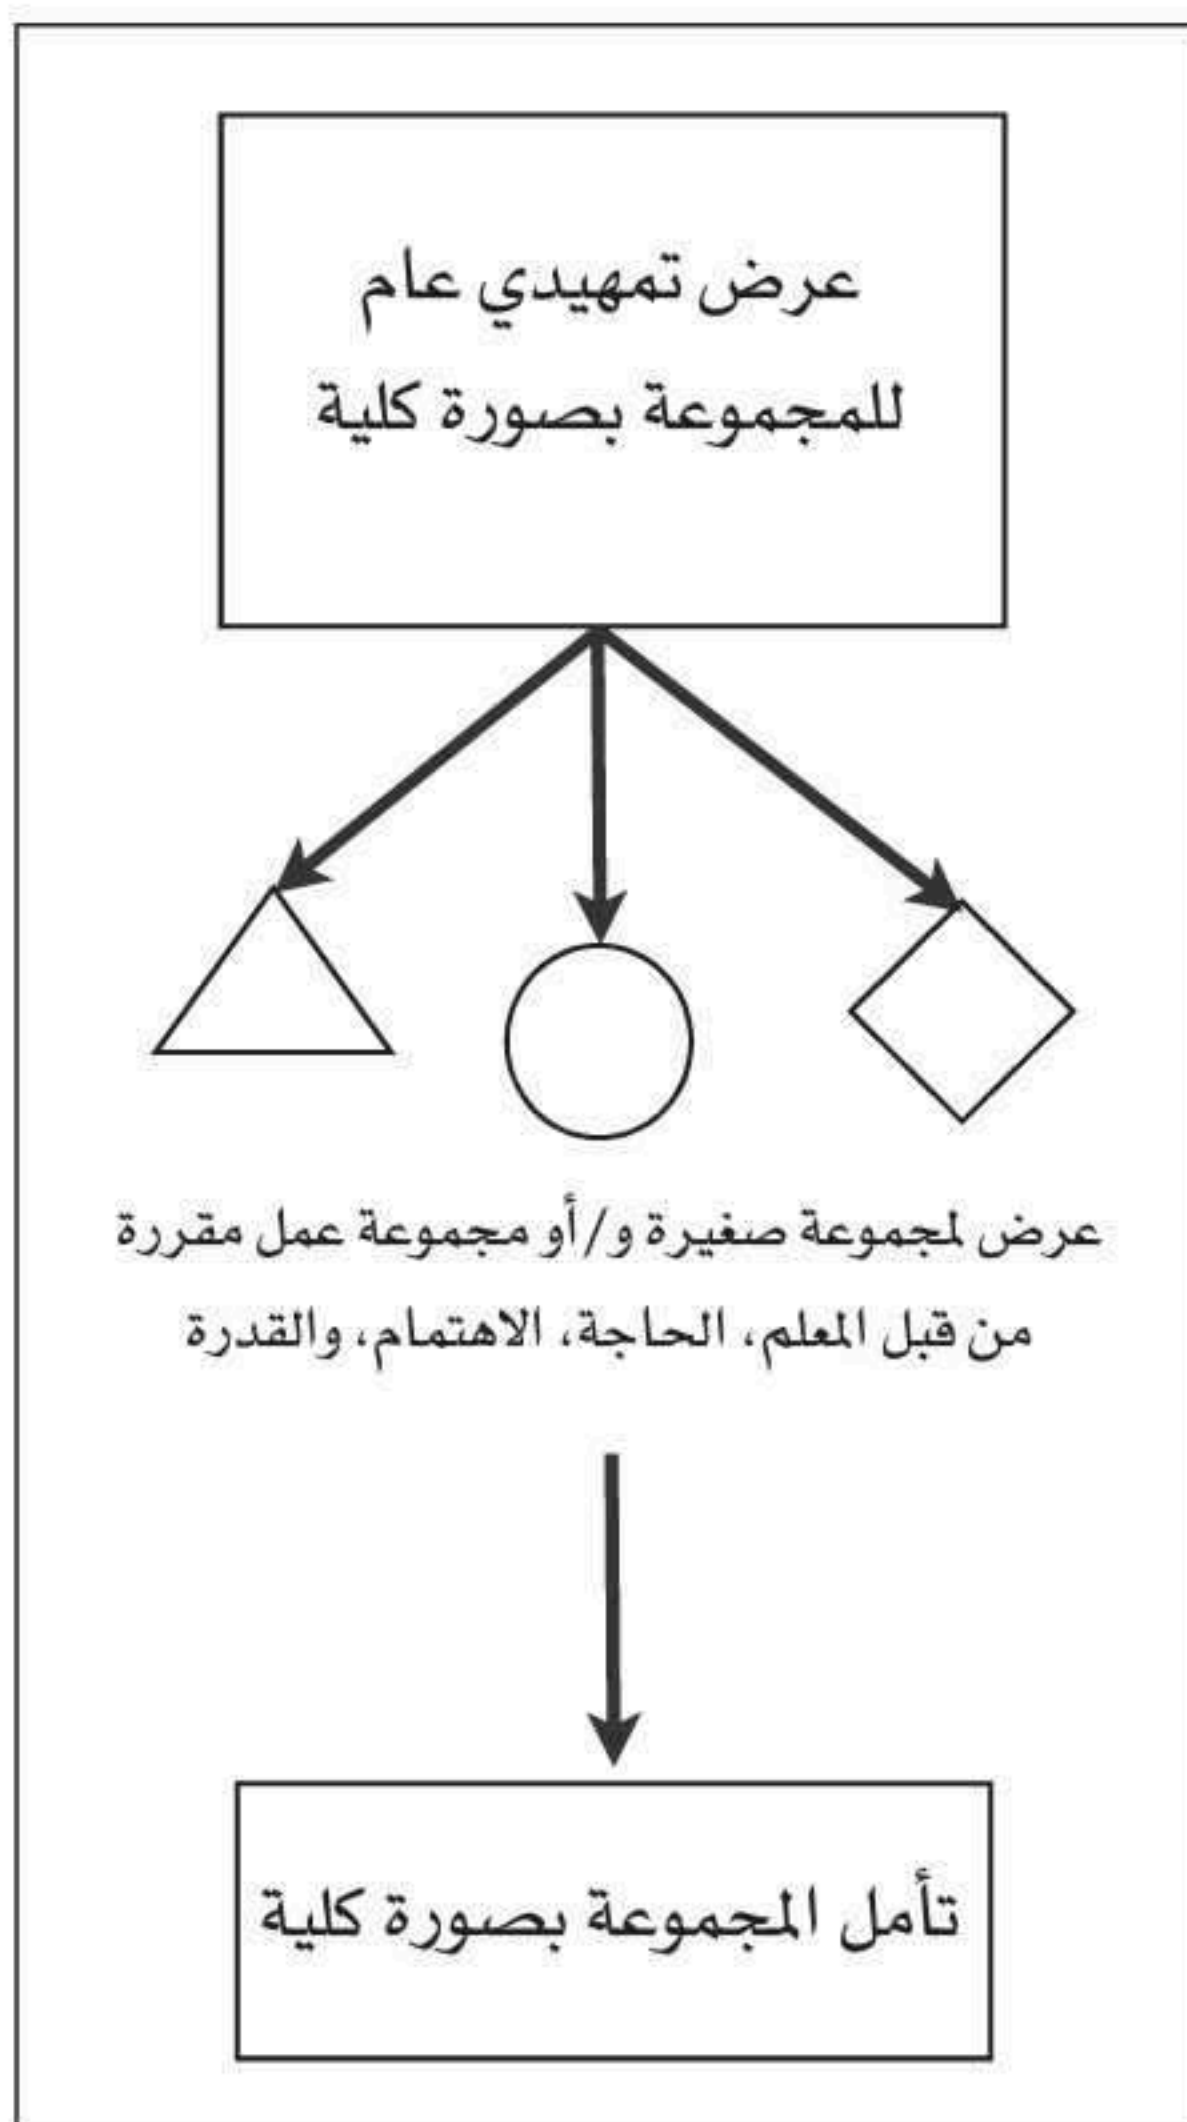 عرض تمهيدي عام
للمجموعة بصورة كلية
عرض لمجموعة صغيرة و/أو مجموعة عمل مقررة
من قبل المعلم، الحاجة، الاهتمام، والقدرة
تأمل المجموعة بصورة كلية